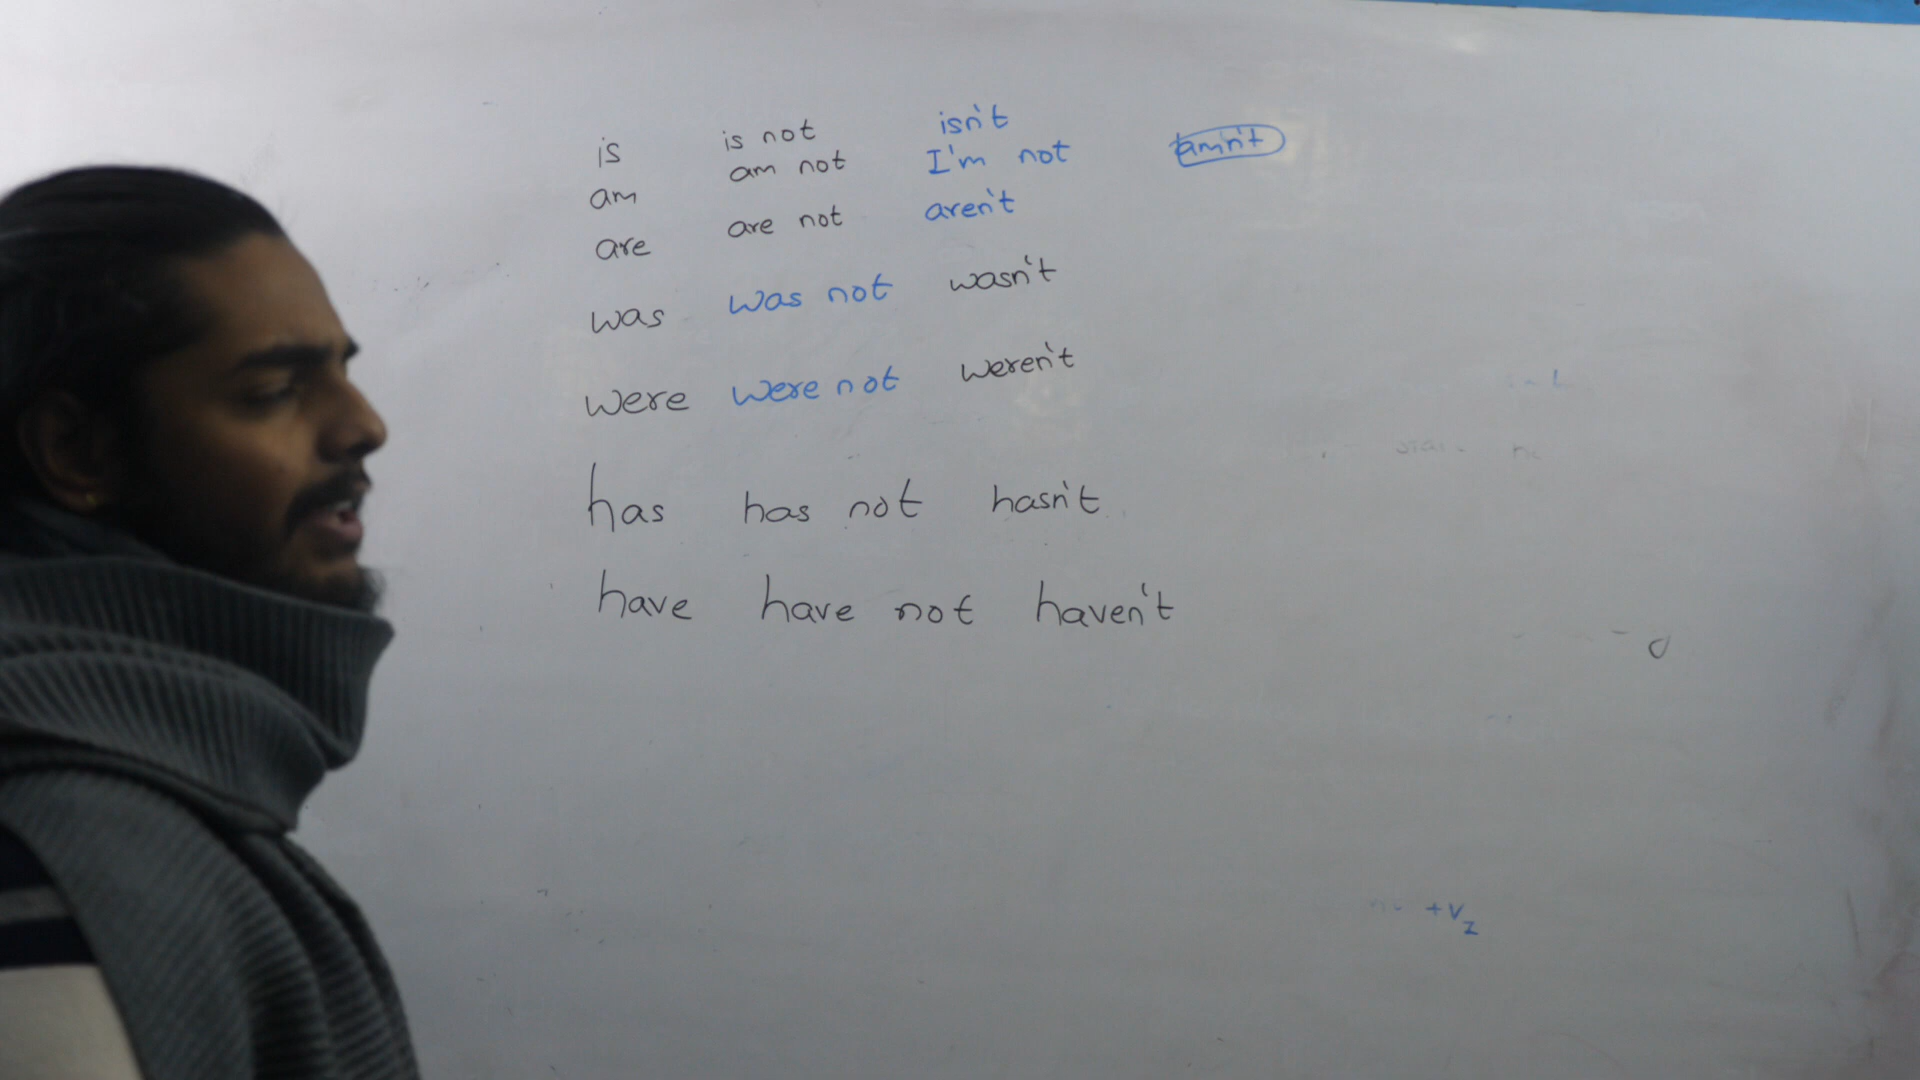 is is not isn't
am am not I'm not amn't
are are not aren't
was was not wasn't
were were not weren't
has has not hasn't
have have not haven't
+V2